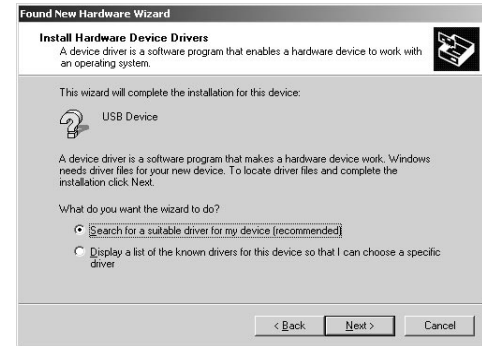 Found New Hardware Wizard
Install Hardware Device Drivers
A device driver is a software program that enables a hardware device to work with
an operating system.
This wizard will complete the installation for this device:
USB Device
A device driver is a software program that makes a hardware device work. Windows
needs driver files for your new device. To locate driver files and complete the
installation click Next.
What do you want the wizard to do?
Search for a suitable driver for my device (recommended)
Display a list of the known drivers for this device so that I can choose a specific
driver
< Back
Next >
Cancel